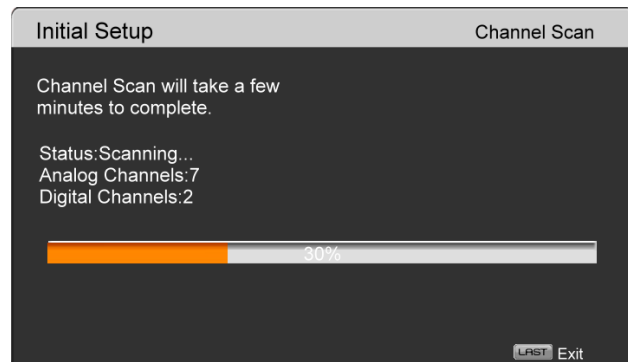 Initial Setup
Channel Scan
Channel Scan will take a few
minutes to complete.
Status:Scanning...
Analog Channels:7
Digital Channels:2
30%
LAST Exit